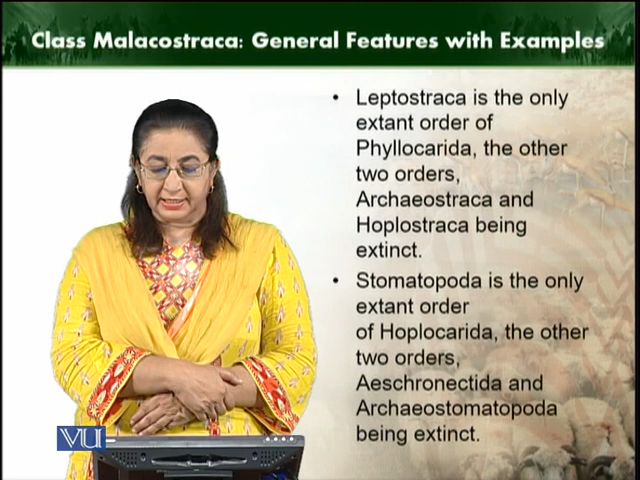 Class Malacostraca: General Features with Examples
• Leptostraca is the only
extant order of
Phyllocarida, the other
two orders,
Archaeostraca and
Hoplostraca being
extinct.
• Stomatopoda is the only
extant order
of Hoplocarida, the other
two orders,
Aeschronectida and
Archaeostomatopoda
being extinct.
VU